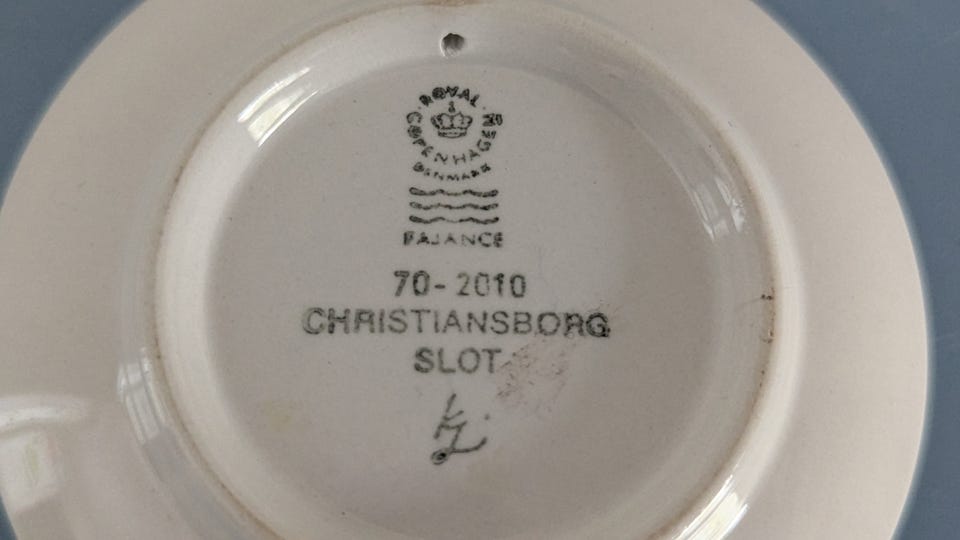 ROYAL COPENHAGEN
DENMARK
FAJANCE
70-2010
CHRISTIANSBORG
SLOT